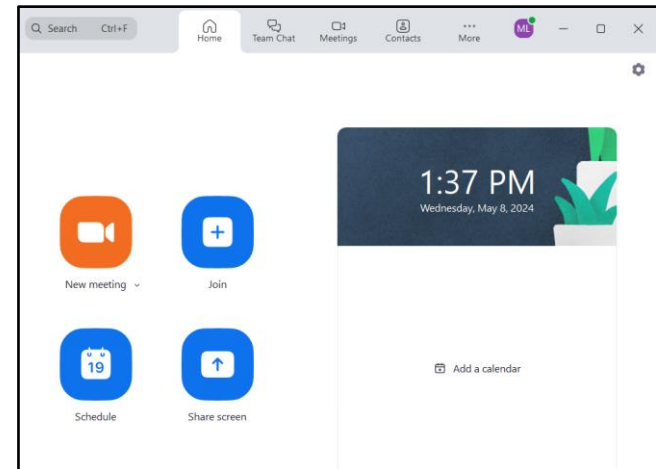 Search Ctrl+F
Home
Team Chat
Meetings
Contacts
More
ML
1:37 PM
Wednesday, May 8, 2024
New meeting
Join
19
Schedule
Share screen
Add a calendar